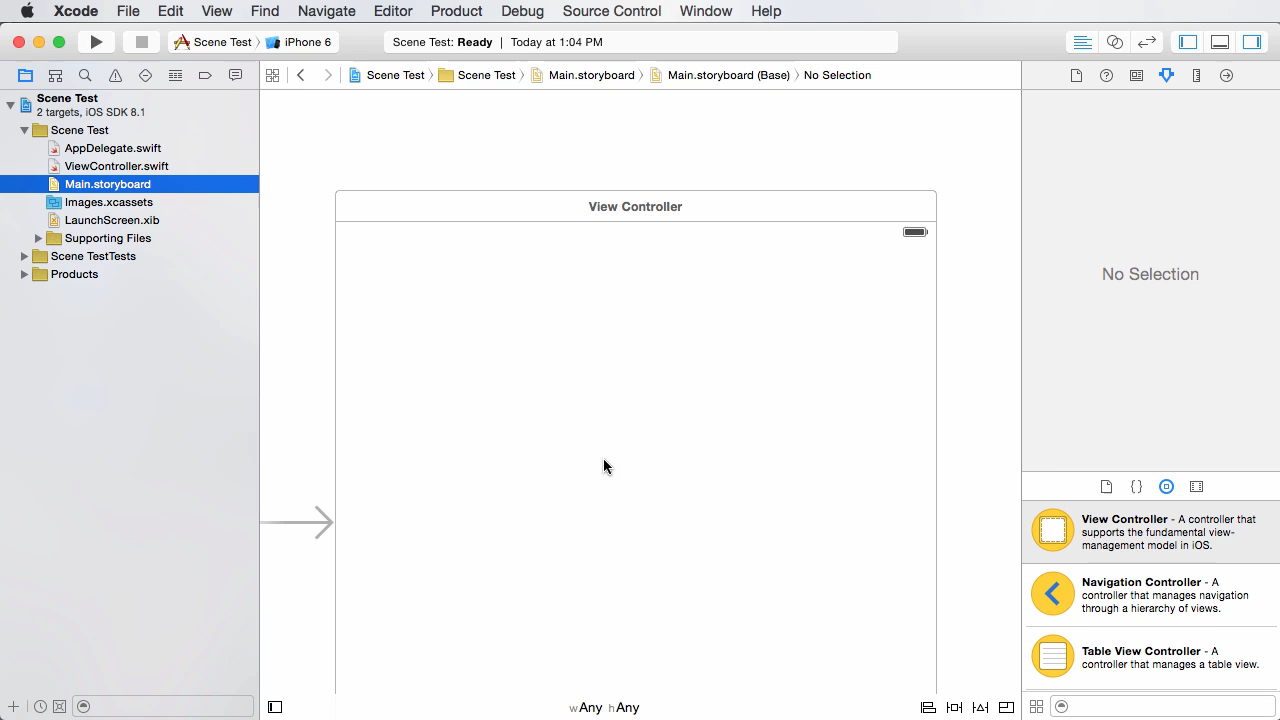 Xcode File Edit View Find Navigate Editor Product Debug Source Control Window Help
Scene Test iPhone 6 Scene Test: Ready | Today at 1:04 PM
Scene Test Scene Test Main.storyboard Main.storyboard (Base) No Selection
Scene Test
2 targets, iOS SDK 8.1
Scene Test
AppDelegate.swift
ViewController.swift
Main.storyboard
Images.xcassets
LaunchScreen.xib
Supporting Files
Scene TestTests
Products
View Controller
wAny hAny
No Selection
View Controller - A controller that
supports the fundamental view-
management model in iOS.
Navigation Controller - A
controller that manages navigation
through a hierarchy of views.
Table View Controller - A
controller that manages a table view.